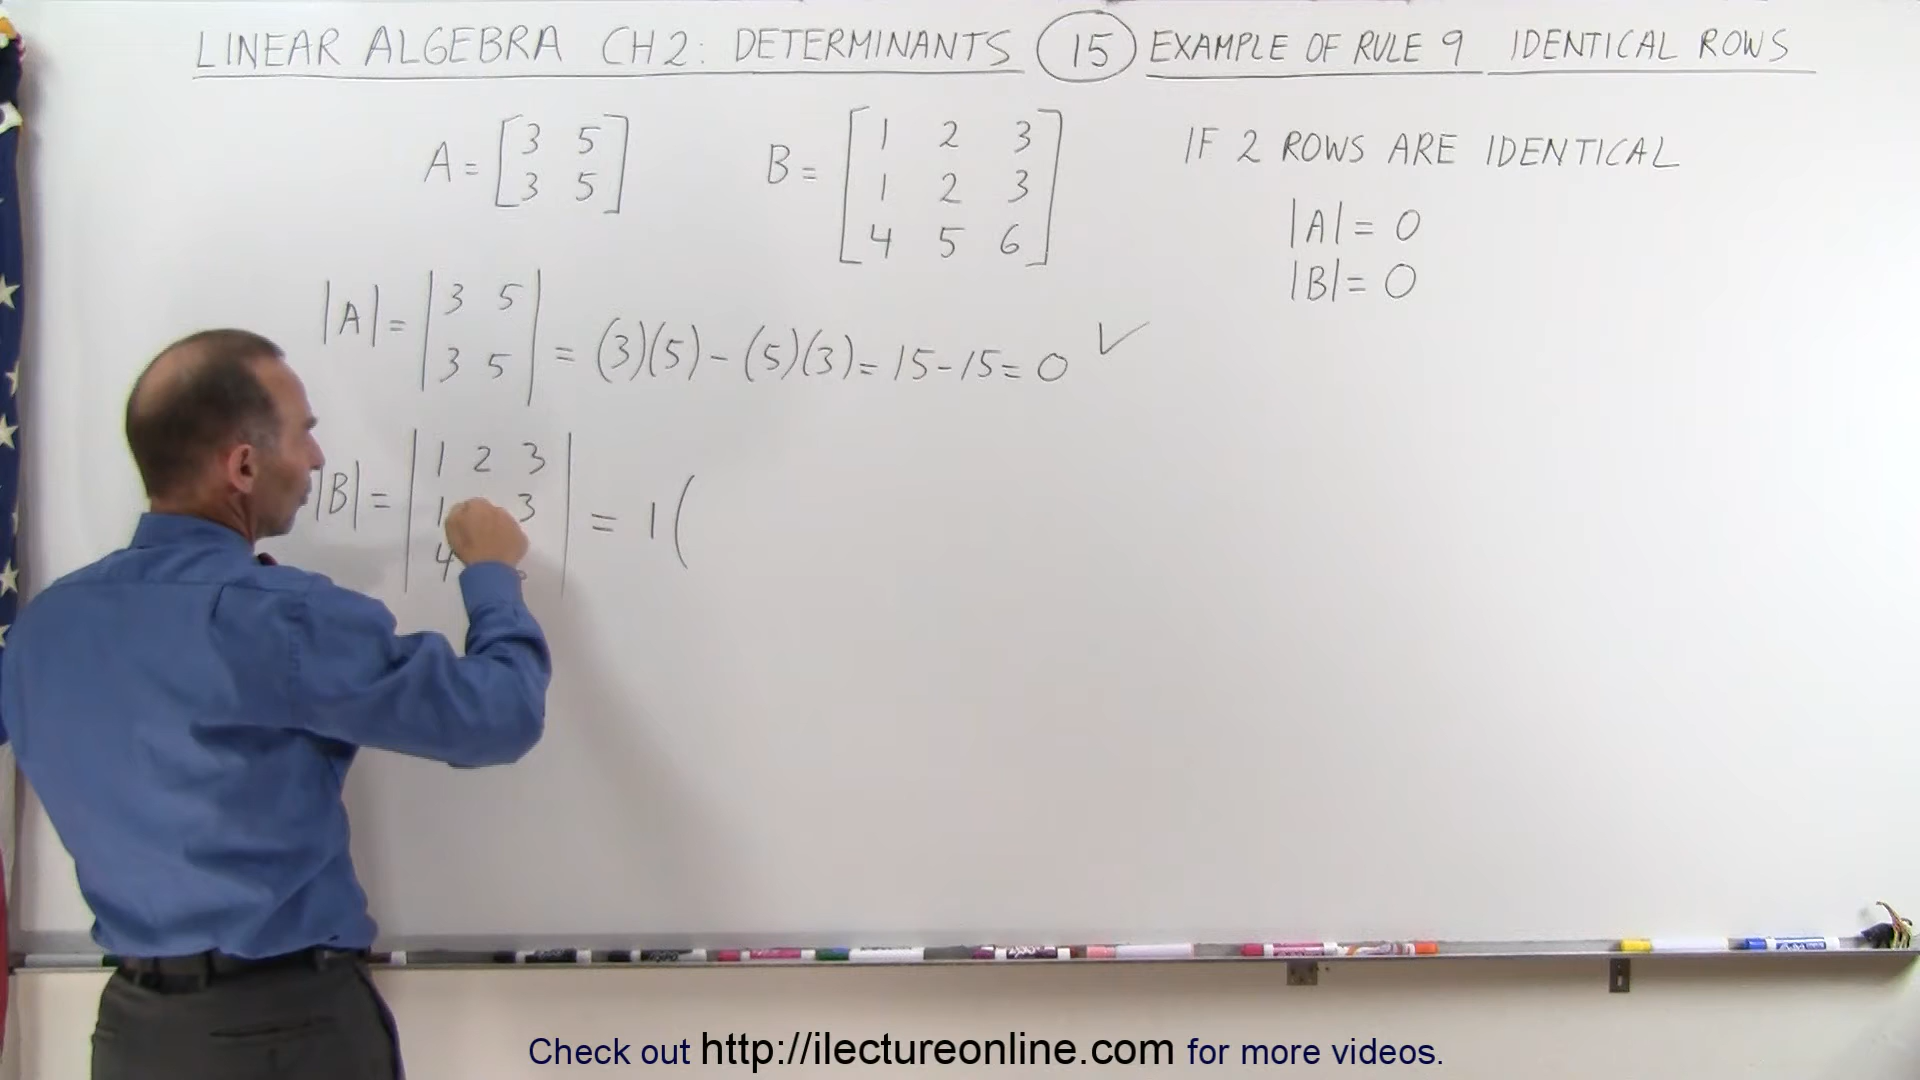 LINEAR ALGEBRA CH 2: DETERMINANTS 15 EXAMPLE OF RULE 9 IDENTICAL ROWS
A = [3 5
3 5]
B = [1 2 3
1 2 3
4 5 6]
IF 2 ROWS ARE IDENTICAL
|A| = 0
|B| = 0
|A| = |3 5
3 5| = (3)(5) - (5)(3) = 15 - 15 = 0 ✓
|B| = |1 2 3
1 3
4 | = 1 (
Check out http://ilectureonline.com for more videos.